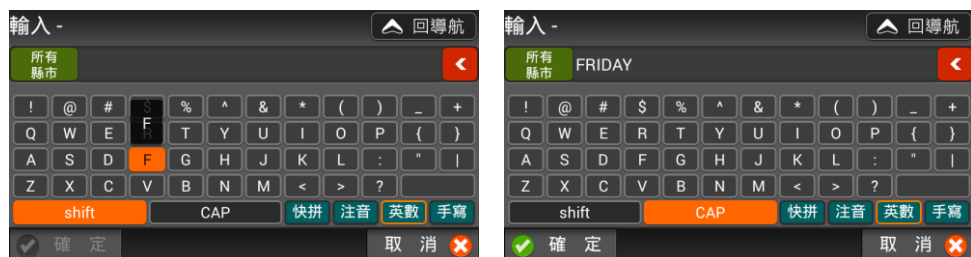 輸入 -
回導航
所有
縣市
! @ # $ % ^ & * ( ) _ +
F
Q W E R T Y U I O P { }
A S D F G H J K L : " |
Z X C V B N M < > ?
shift CAP 快拼 注音 英數 手寫
確 定 取 消
輸入 -
回導航
所有
縣市
FRIDAY
! @ # $ % ^ & * ( ) _ +
Q W E R T Y U I O P { }
A S D F G H J K L : " |
Z X C V B N M < > ?
shift CAP 快拼 注音 英數 手寫
確 定 取 消